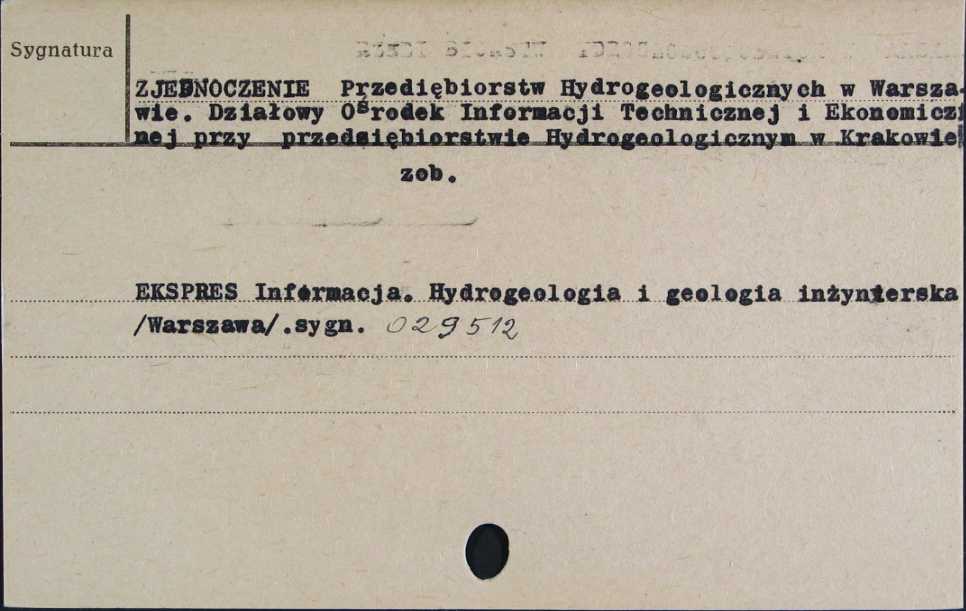 Sygnatura
ZJEDNOCZENIE Przediębiorstw Hydrogeologicznych w Warsza-
wie. Działowy Ośrodek Informacji Technicznej i Ekonomicz
nej przy przedsiębiorstwie Hydrogeologicznym w Krakowie
zob.
EKSPRES Informacja. Hydrogeologia i geologia inżynierska
/Warszawa/.sygn. 029512